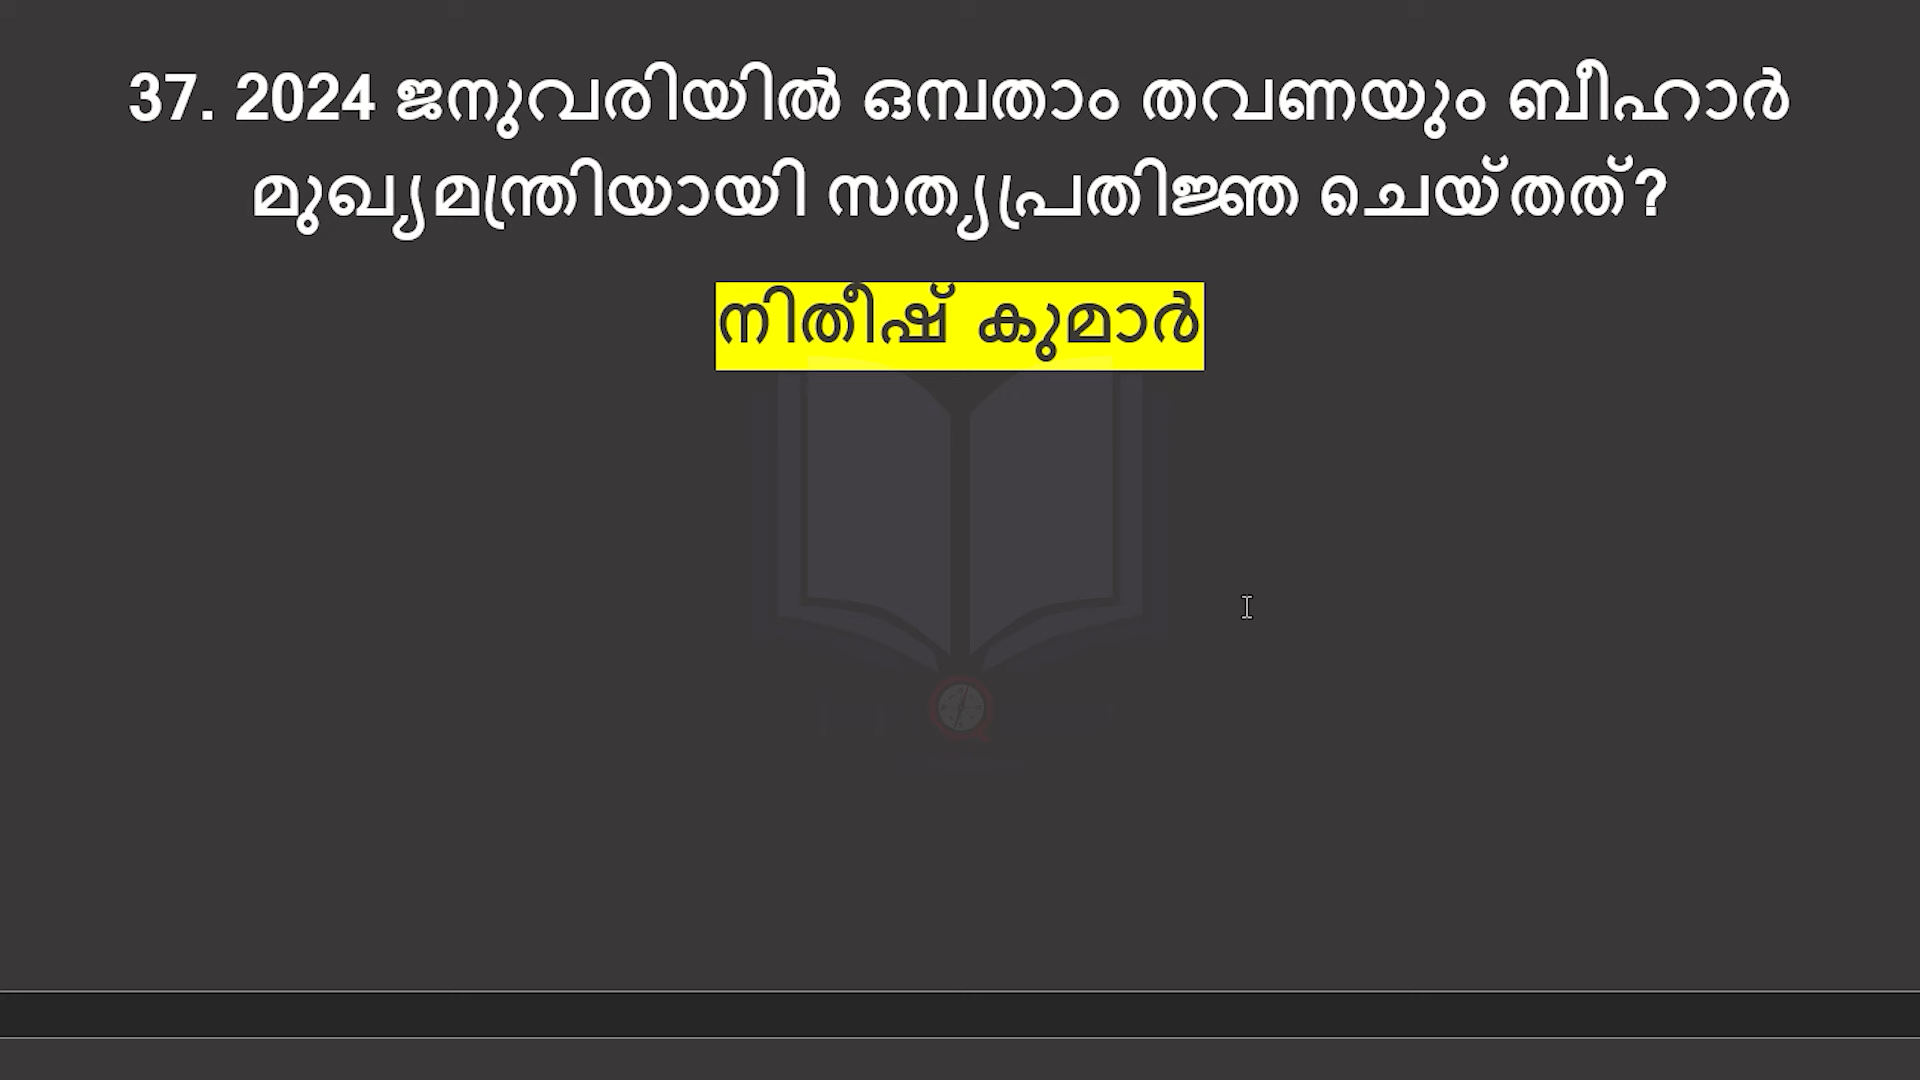 37. 2024 ജനുവരിയിൽ ഒമ്പതാം തവണയും ബീഹാർ
മുഖ്യമന്ത്രിയായി സത്യപ്രതിജ്ഞ ചെയ്തത്?
നിതീഷ് കുമാർ